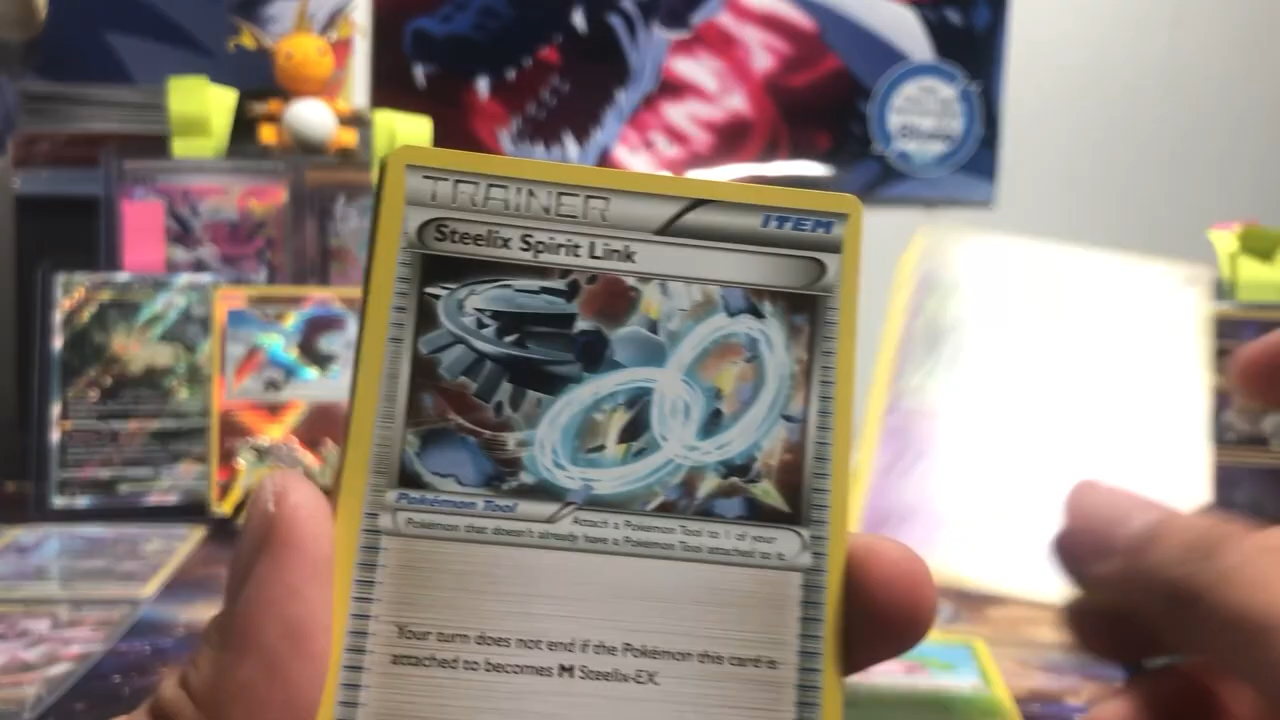 TRAINER
ITEM
Steelix Spirit Link
Pokémon Tool
Attach a Pokémon Tool to 1 of your
Pokémon that doesn't already have a Pokémon Tool attached to it.
Your turn does not end if the Pokémon this card is
attached to becomes M Steelix-EX.